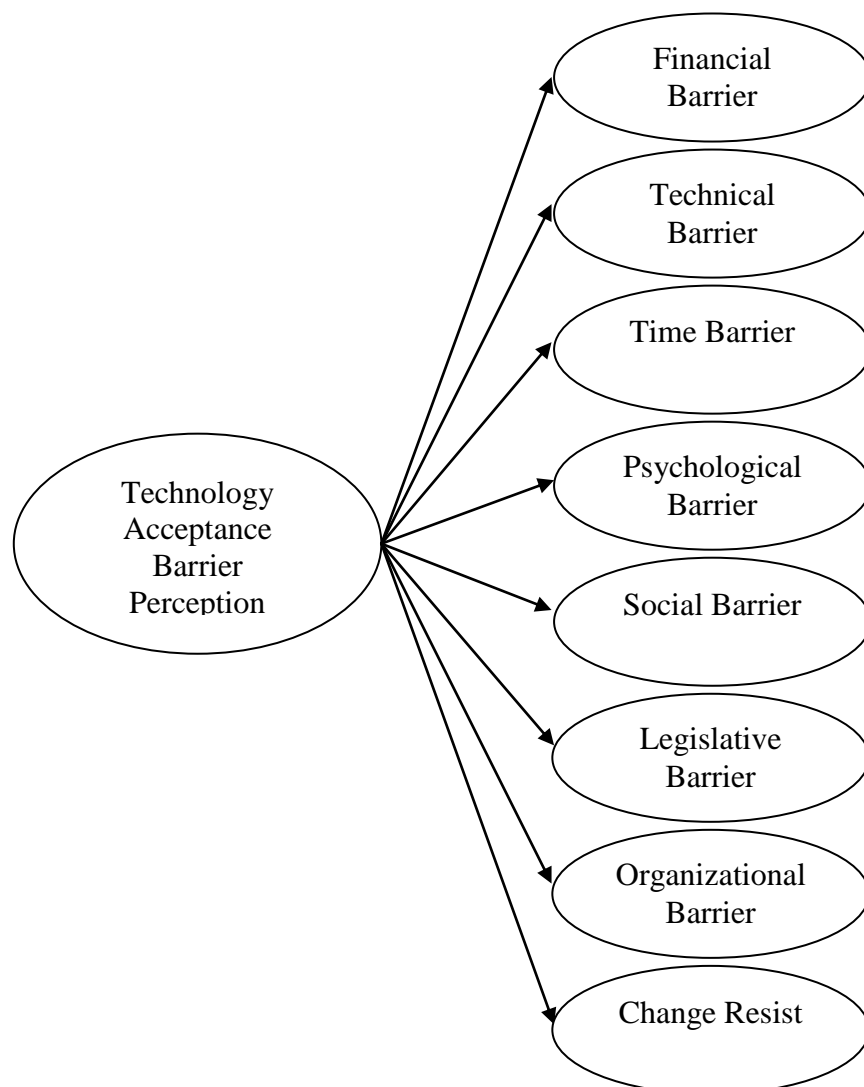 Financial
Barrier
Technical
Barrier
Time Barrier
Psychological
Barrier
Technology
Acceptance
Barrier
Perception
Social Barrier
Legislative
Barrier
Organizational
Barrier
Change Resist